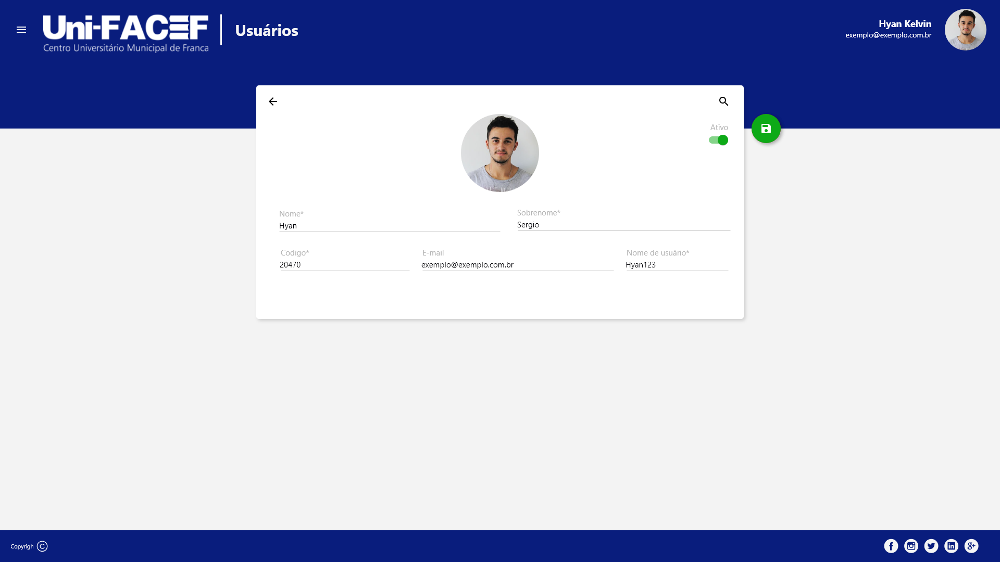 Uni-FACEF
Centro Universitário Municipal de Franca
Usuários
Hyan Kelvin
exemplo@exemplo.com.br
Ativo
Nome*
Hyan
Sobrenome*
Sergio
Codigo*
20470
E-mail
exemplo@exemplo.com.br
Nome de usuário*
Hyan123
Copyrigh ©